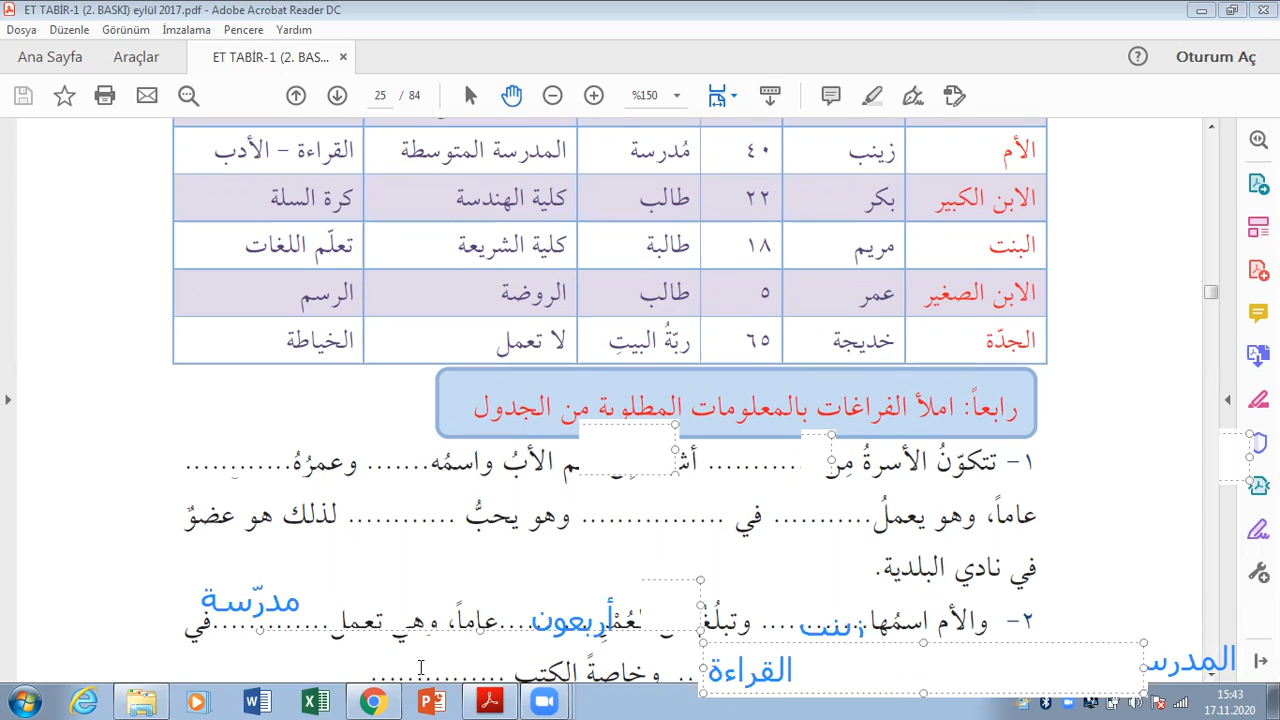 ET TABİR-1 (2. BASKI) eylül 2017.pdf - Adobe Acrobat Reader DC
Dosya Düzenle Görünüm İmzalama Pencere Yardım
Ana Sayfa Araçlar ET TABİR-1 (2. BAS... × Oturum Aç
25 / 84 %150
الأم زينب ٤٠ مُدرسة المدرسة المتوسطة القراءة – الأدب
الابن الكبير بكر ٢٢ طالب كلية الهندسة كرة السلة
البنت مريم ١٨ طالبة كلية الشريعة تعلّم اللغات
الابن الصغير عمر ٥ طالب الروضة الرسم
الجدّة خديجة ٦٥ ربّةُ البيتِ لا تعمل الخياطة
رابعاً: املأ الفراغات بالمعلومات المطلوبة من الجدول
١- تتكوّنُ الأسرةُ مِن ........... الأبُ واسمُه....... وعمرُهُ............
عاماً، وهو يعملُ........... في ................ وهو يحبُّ ............ لذلك هو عضوٌ
في نادي البلدية.
مدرّسة
٢- والأم اسمُها............ أربعون ........عاماً، وهي تعمل.............في
القراءة
وخاصةً الكتب ...............
15:43
17.11.2020